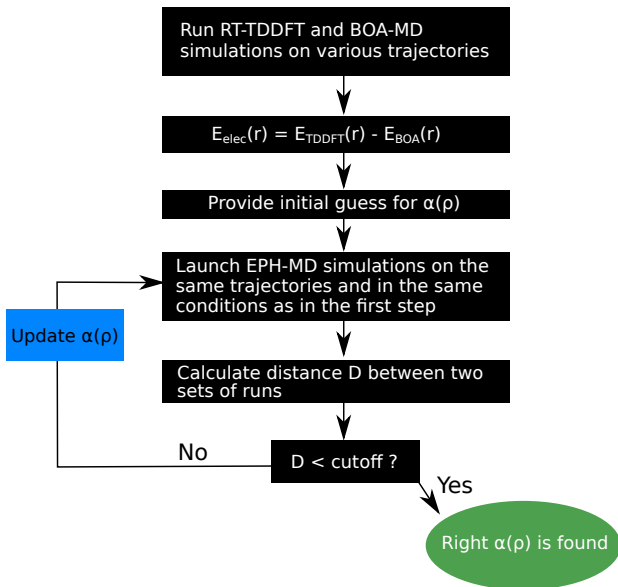 Run RT-TDDFT and BOA-MD
simulations on various trajectories
E_elec(r) = E_TDDFT(r) - E_BOA(r)
Provide initial guess for α(ρ)
Launch EPH-MD simulations on the
same trajectories and in the same
conditions as in the first step
Update α(ρ)
Calculate distance D between two
sets of runs
No
D < cutoff ?
Yes
Right α(ρ) is found